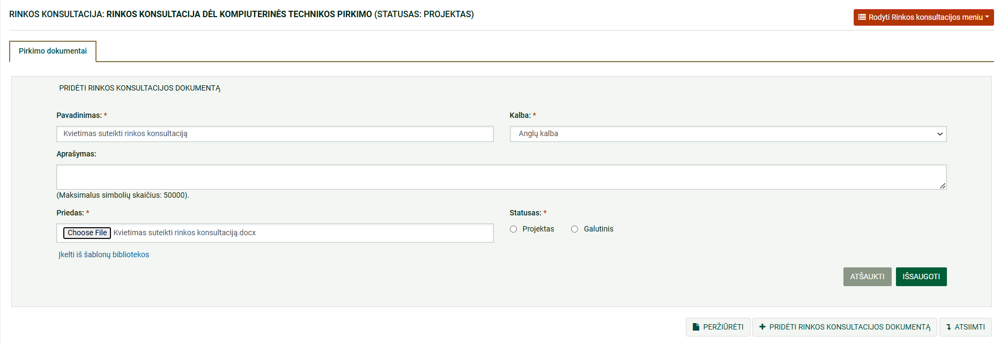 RINKOS KONSULTACIJA: RINKOS KONSULTACIJA DĖL KOMPIUTERINĖS TECHNIKOS PIRKIMO (STATUSAS: PROJEKTAS)
Rodyti Rinkos konsultacijos meniu
Pirkimo dokumentai
PRIDĖTI RINKOS KONSULTACIJOS DOKUMENTĄ
Pavadinimas: *
Kalba: *
Kvietimas suteikti rinkos konsultaciją
Anglų kalba
Aprašymas:
(Maksimalus simbolių skaičius: 50000).
Priedas: *
Statusas: *
Choose File Kvietimas suteikti rinkos konsultaciją.docx
Projektas Galutinis
Įkelti iš šablonų bibliotekos
ATŠAUKTI IŠSAUGOTI
PERŽIŪRĖTI PRIDĖTI RINKOS KONSULTACIJOS DOKUMENTĄ ATSIIMTI